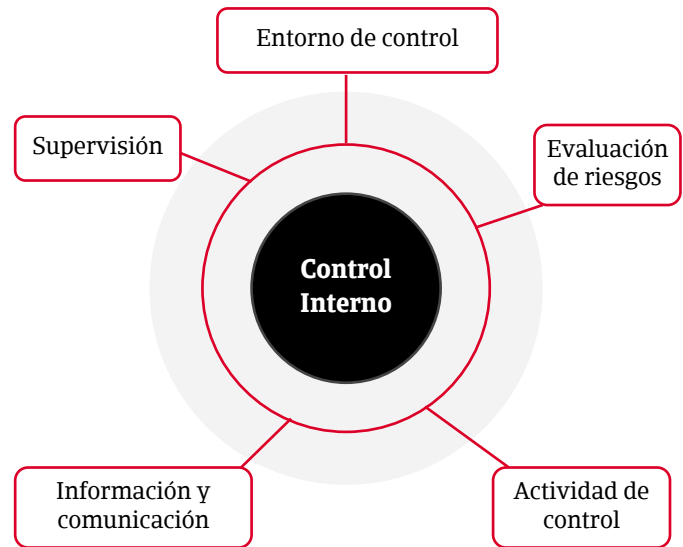 Entorno de control
Supervisión
Evaluación
de riesgos
Control
Interno
Información y
comunicación
Actividad de
control